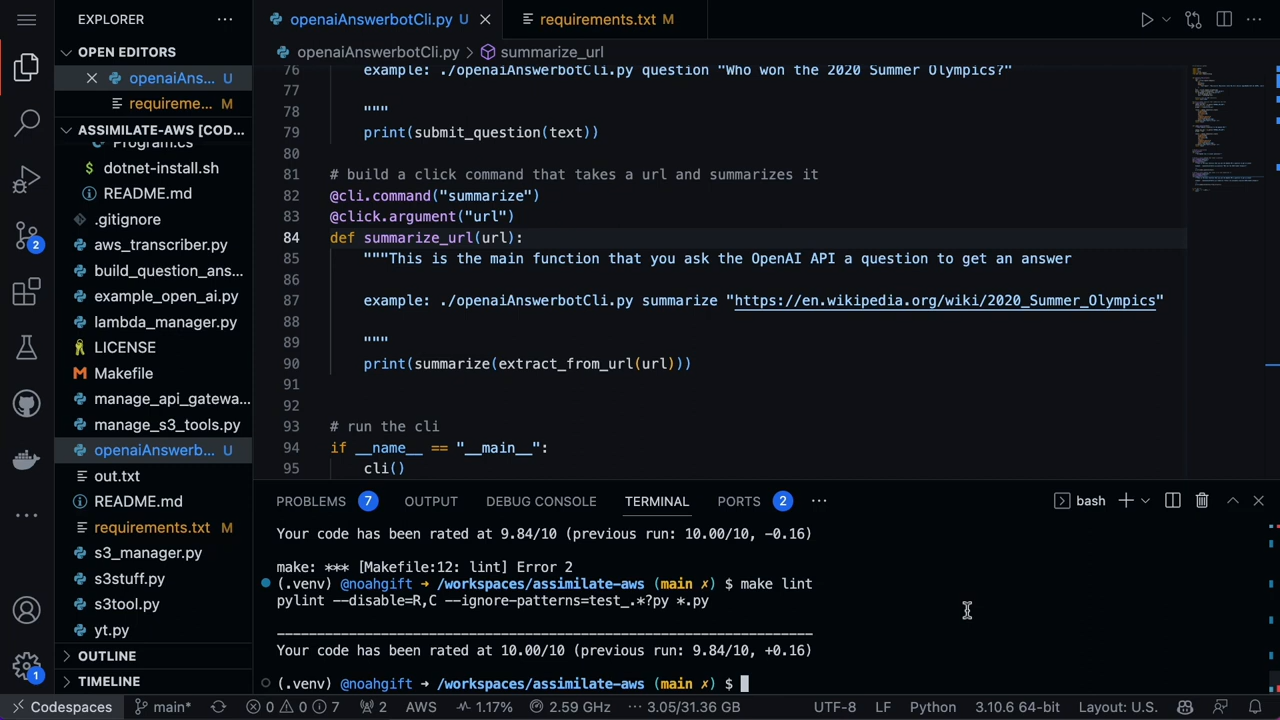 EXPLORER
OPEN EDITORS
openaiAns... U
requireme... M
ASSIMILATE-AWS [COD...
Program.cs
dotnet-install.sh
README.md
.gitignore
aws_transcriber.py
build_question_ans...
example_open_ai.py
lambda_manager.py
LICENSE
Makefile
manage_api_gatewa...
manage_s3_tools.py
openaiAnswerb... U
out.txt
README.md
requirements.txt M
s3_manager.py
s3stuff.py
s3tool.py
yt.py
OUTLINE
TIMELINE
2
1
openaiAnswerbotCli.py U
requirements.txt M
openaiAnswerbotCli.py > summarize_url
76 example: ./openaiAnswerbotCli.py question "Who won the 2020 Summer Olympics?"
77
78 """
79 print(submit_question(text))
80
81 # build a click command that takes a url and summarizes it
82 @cli.command("summarize")
83 @click.argument("url")
84 def summarize_url(url):
85 """This is the main function that you ask the OpenAI API a question to get an answer
86
87 example: ./openaiAnswerbotCli.py summarize "https://en.wikipedia.org/wiki/2020_Summer_Olympics"
88
89 """
90 print(summarize(extract_from_url(url)))
91
92
93 # run the cli
94 if __name__ == "__main__":
95 cli()
PROBLEMS 7 OUTPUT DEBUG CONSOLE TERMINAL PORTS 2 bash
Your code has been rated at 9.84/10 (previous run: 10.00/10, -0.16)
make: *** [Makefile:12: lint] Error 2
(.venv) @noahgift → /workspaces/assimilate-aws (main ✗) $ make lint
pylint --disable=R,C --ignore-patterns=test_.*?py *.py
--------------------------------------------------------------------
Your code has been rated at 10.00/10 (previous run: 9.84/10, +0.16)
(.venv) @noahgift → /workspaces/assimilate-aws (main ✗) $
Codespaces main* 0 0 7 2 AWS 1.17% 2.59 GHz 3.05/31.36 GB UTF-8 LF Python 3.10.6 64-bit Layout: U.S.